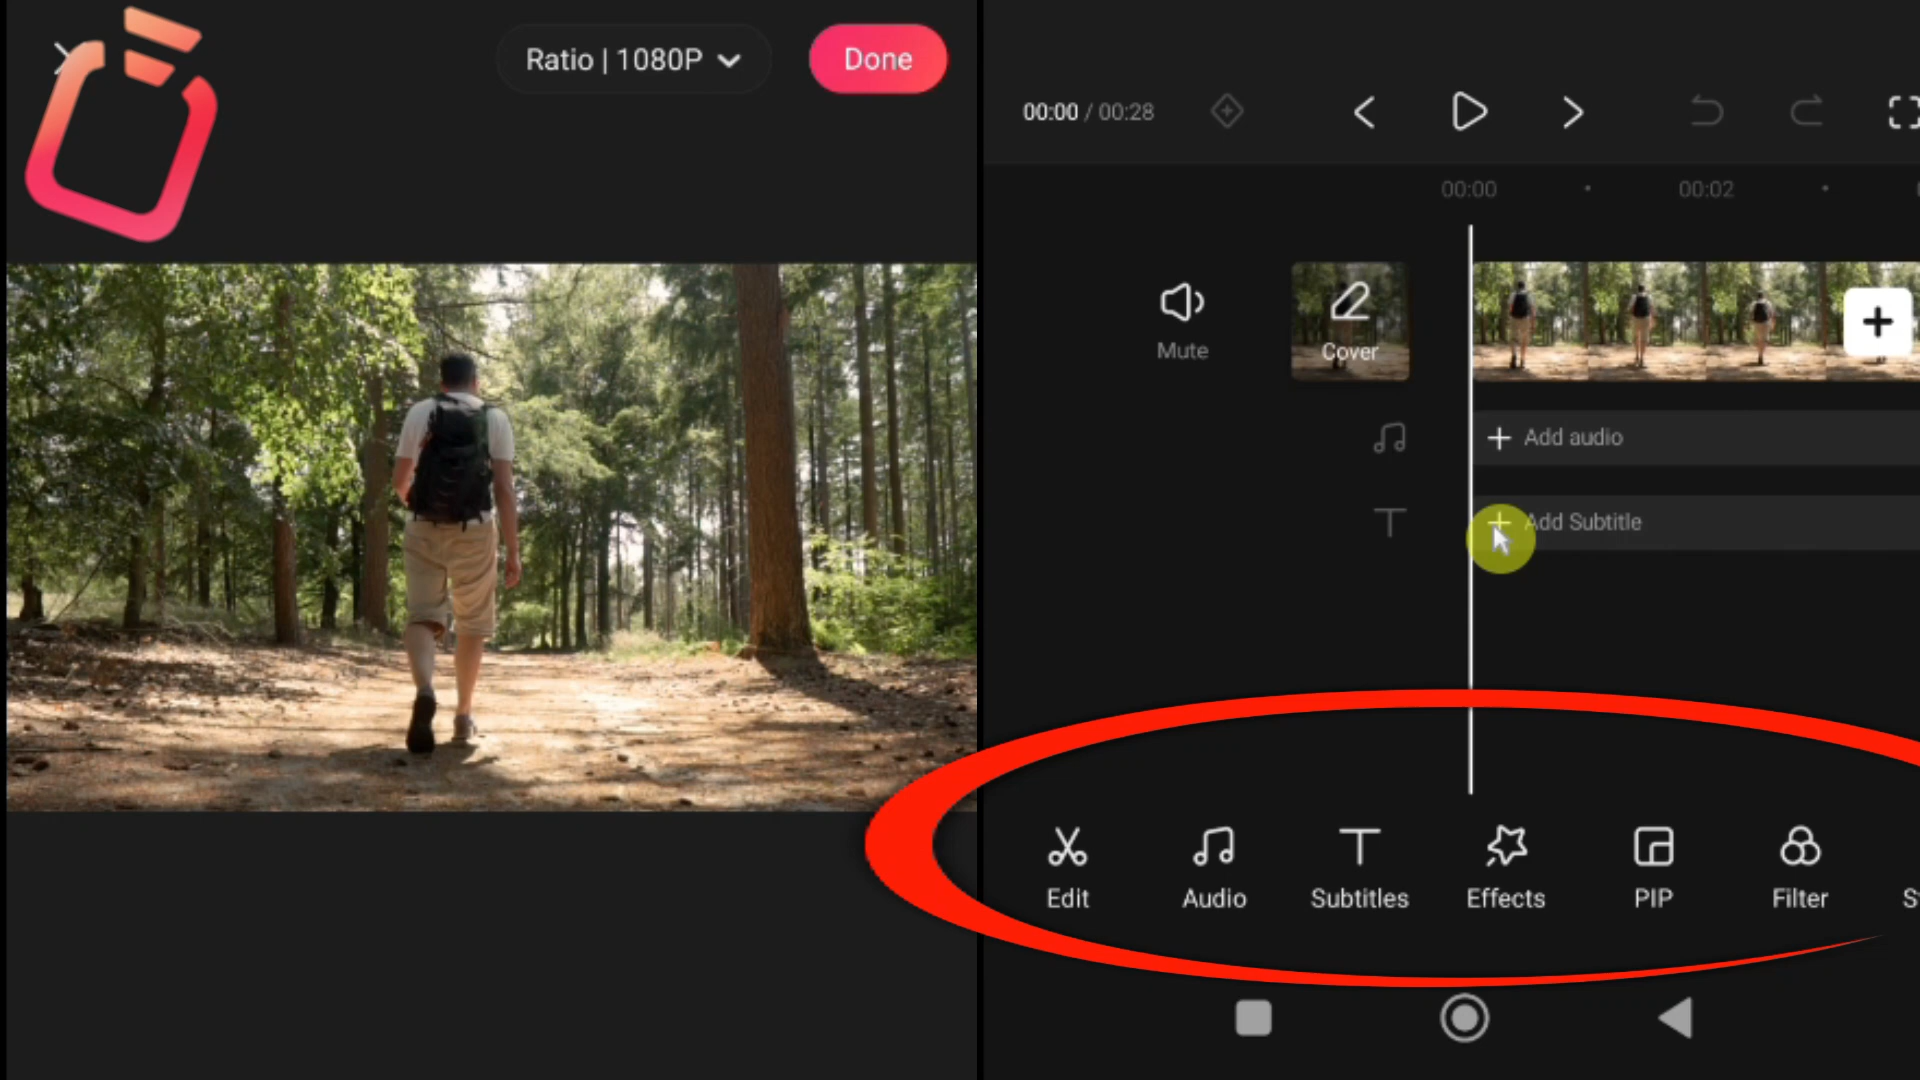 Ratio | 1080P
Done
00:00 / 00:28
00:00
00:02
Mute
Cover
Add audio
Add Subtitle
Edit
Audio
Subtitles
Effects
PIP
Filter